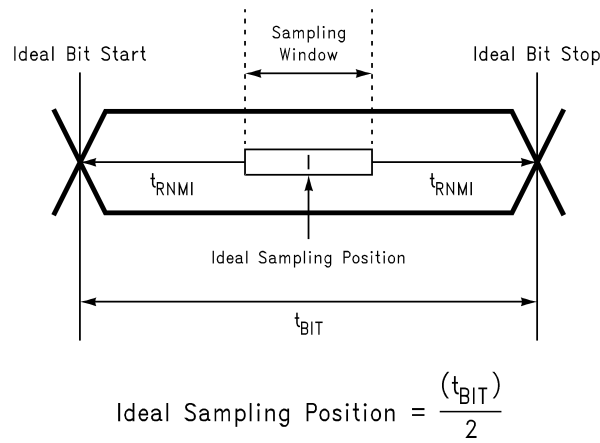 Sampling
Window
Ideal Bit Start
Ideal Bit Stop
tRNMI
tRNMI
Ideal Sampling Position
tBIT
Ideal Sampling Position = (tBIT)
2